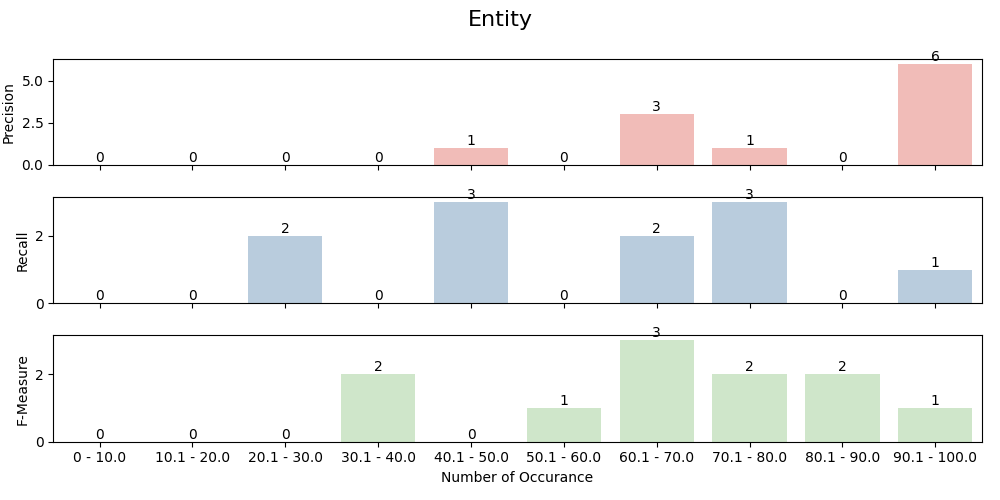 Entity
Precision
5.0
2.5
0.0
0 0 0 0 1 0 3 1 0 6
Recall
2
0
0 0 2 0 3 0 2 3 0 1
F-Measure
2
0
0 0 0 2 0 1 3 2 2 1
0 - 10.0 10.1 - 20.0 20.1 - 30.0 30.1 - 40.0 40.1 - 50.0 50.1 - 60.0 60.1 - 70.0 70.1 - 80.0 80.1 - 90.0 90.1 - 100.0
Number of Occurance